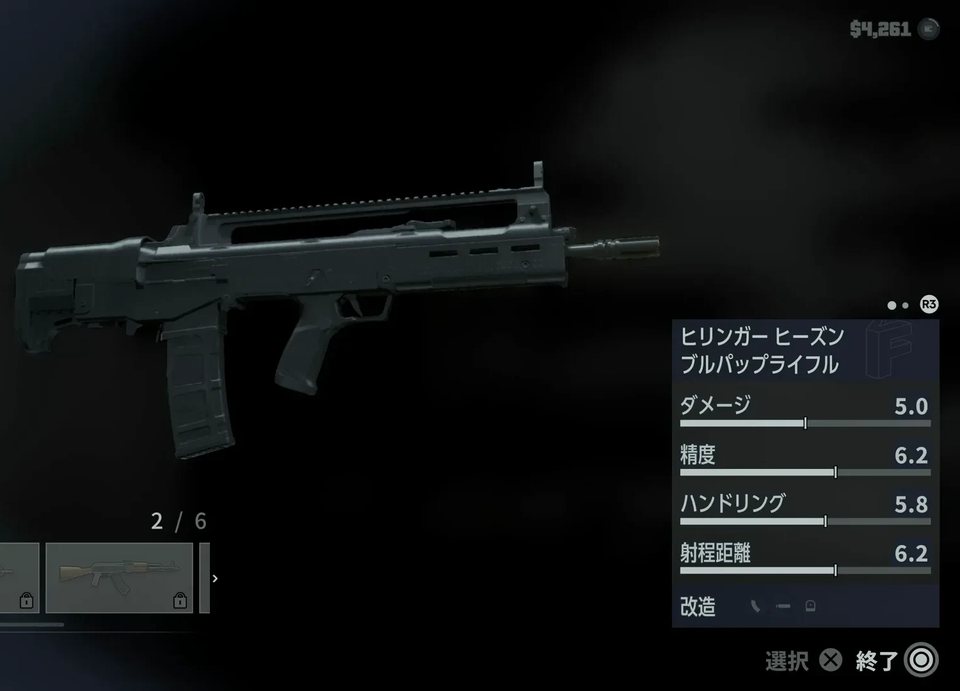 $4,261
R3
ヒリンガー ヒーズン
ブルパップライフル
ダメージ 5.0
精度 6.2
ハンドリング 5.8
射程距離 6.2
改造
2 / 6
選択 終了